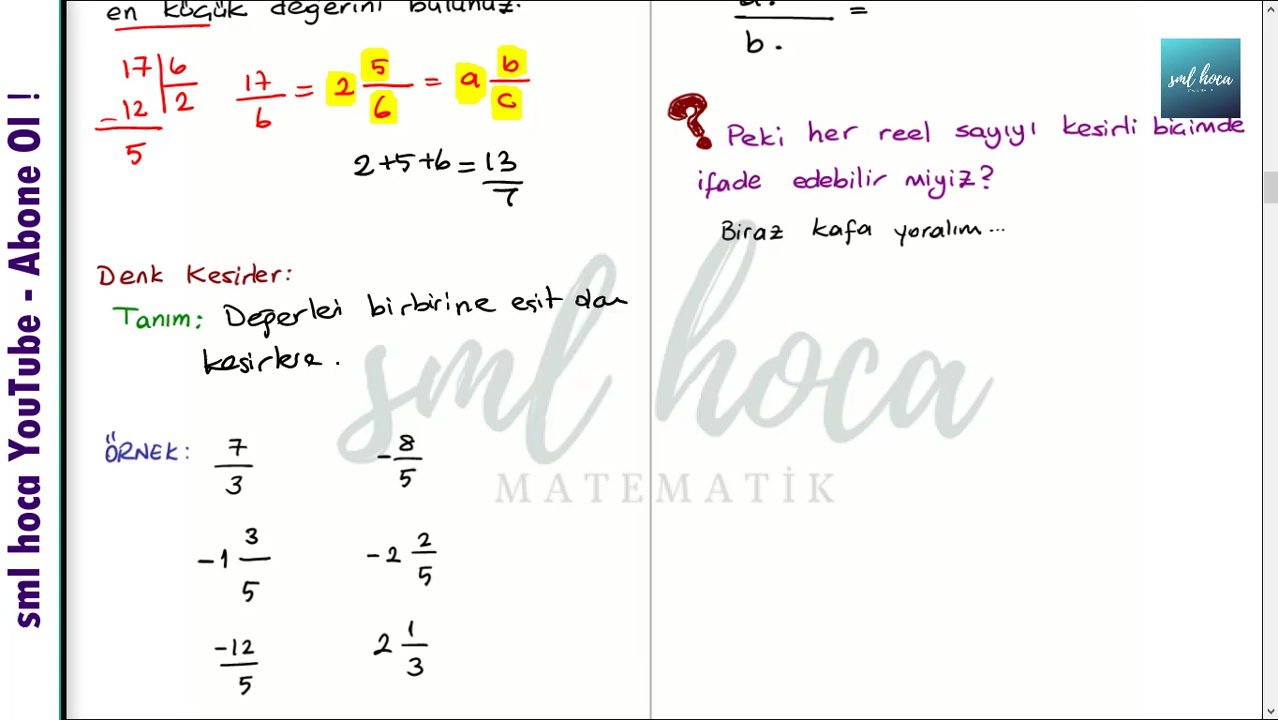 sml hoca YouTube - Abone Ol !
en küçük değerini bulunuz.
17 | 6
-12 2
5
17/6 = 2 5/6 = a b/c
2+5+6 = 13
7
Denk Kesirler:
Tanım: Değerleri birbirine eşit olan
kesirlere .
ÖRNEK: 7/3 -8/5
-1 3/5 -2 2/5
-12/5 2 1/3
b. =
sml hoca
? Peki her reel sayıyı kesirli biçimde
ifade edebilir miyiz?
Biraz kafa yoralım...
sml hoca
MATEMATİK